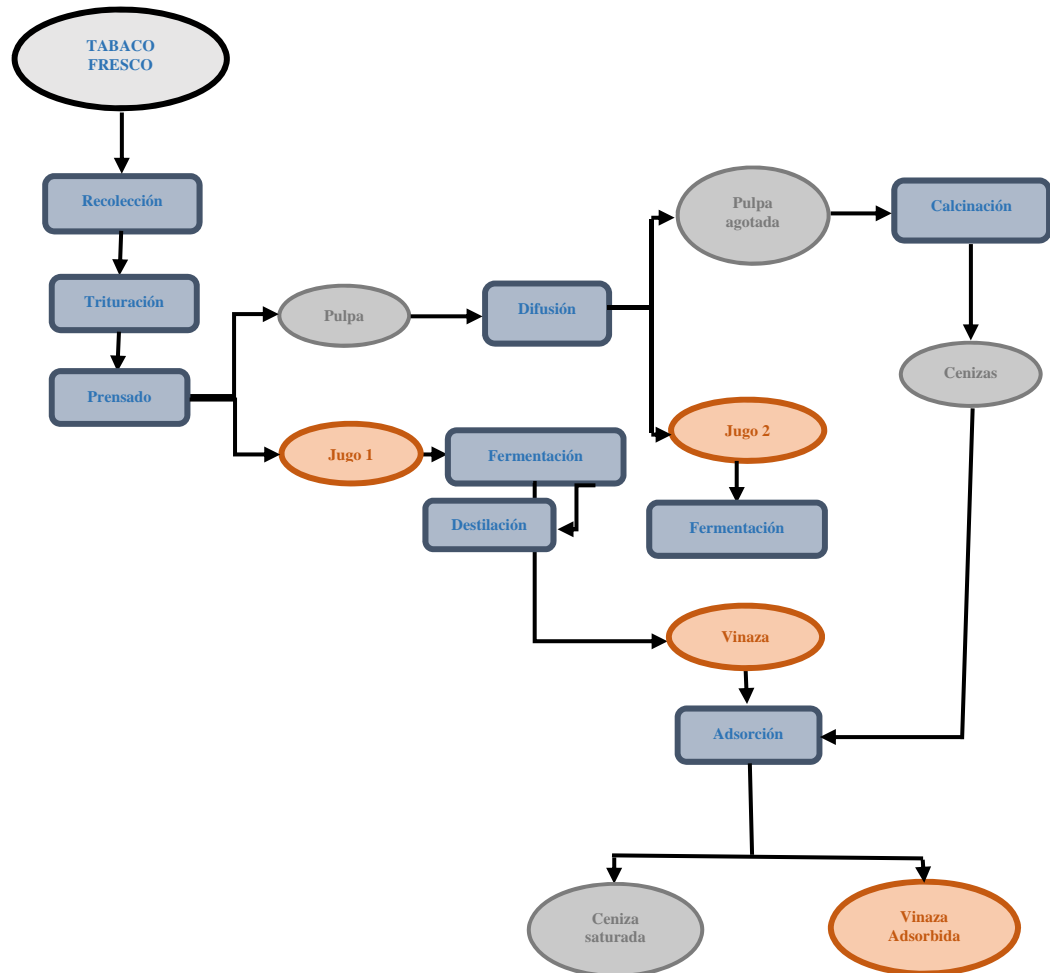 TABACO
FRESCO
Recolección
Trituración
Prensado
Pulpa
Difusión
Pulpa
agotada
Calcinación
Cenizas
Jugo 1
Fermentación
Destilación
Jugo 2
Fermentación
Vinaza
Adsorción
Ceniza
saturada
Vinaza
Adsorbida